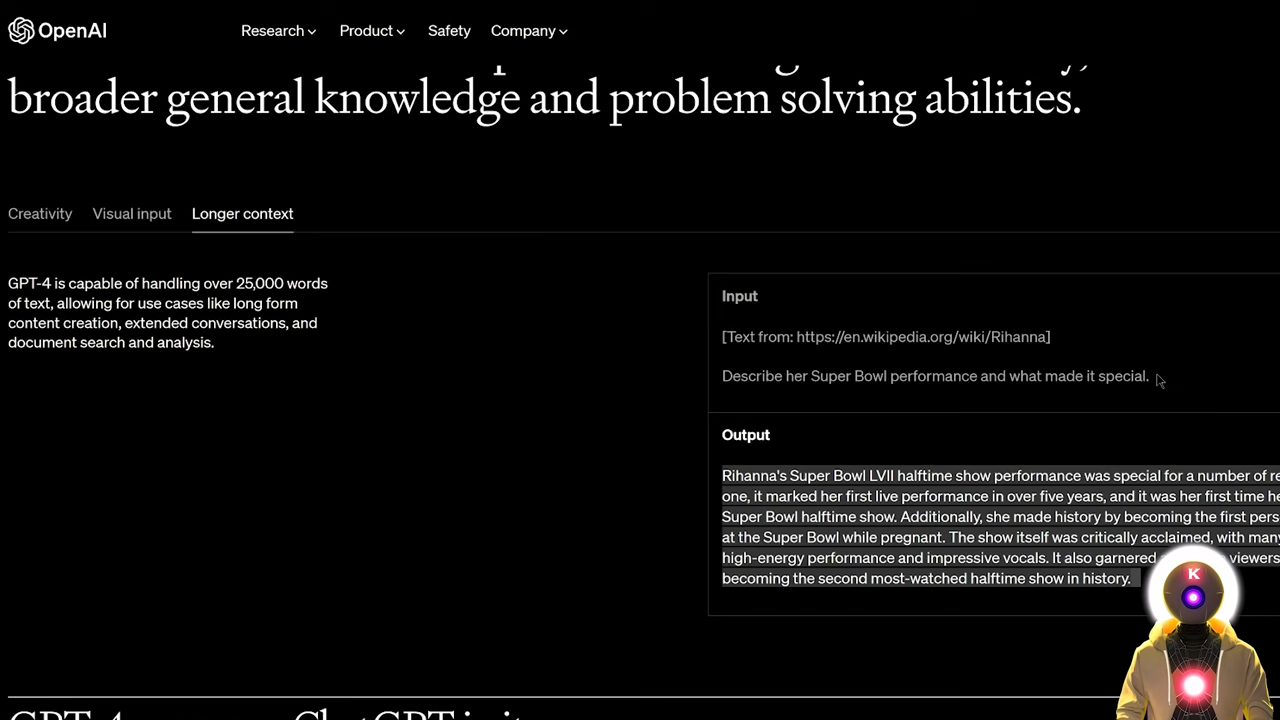 OpenAI Research Product Safety Company
broader general knowledge and problem solving abilities.
Creativity Visual input Longer context
GPT-4 is capable of handling over 25,000 words
of text, allowing for use cases like long form
content creation, extended conversations, and
document search and analysis.
Input
[Text from: https://en.wikipedia.org/wiki/Rihanna]
Describe her Super Bowl performance and what made it special.
Output
Rihanna's Super Bowl LVII halftime show performance was special for a number of re
one, it marked her first live performance in over five years, and it was her first time he
Super Bowl halftime show. Additionally, she made history by becoming the first pers
at the Super Bowl while pregnant. The show itself was critically acclaimed, with many
high-energy performance and impressive vocals. It also garnered viewers
becoming the second most-watched halftime show in history.
K